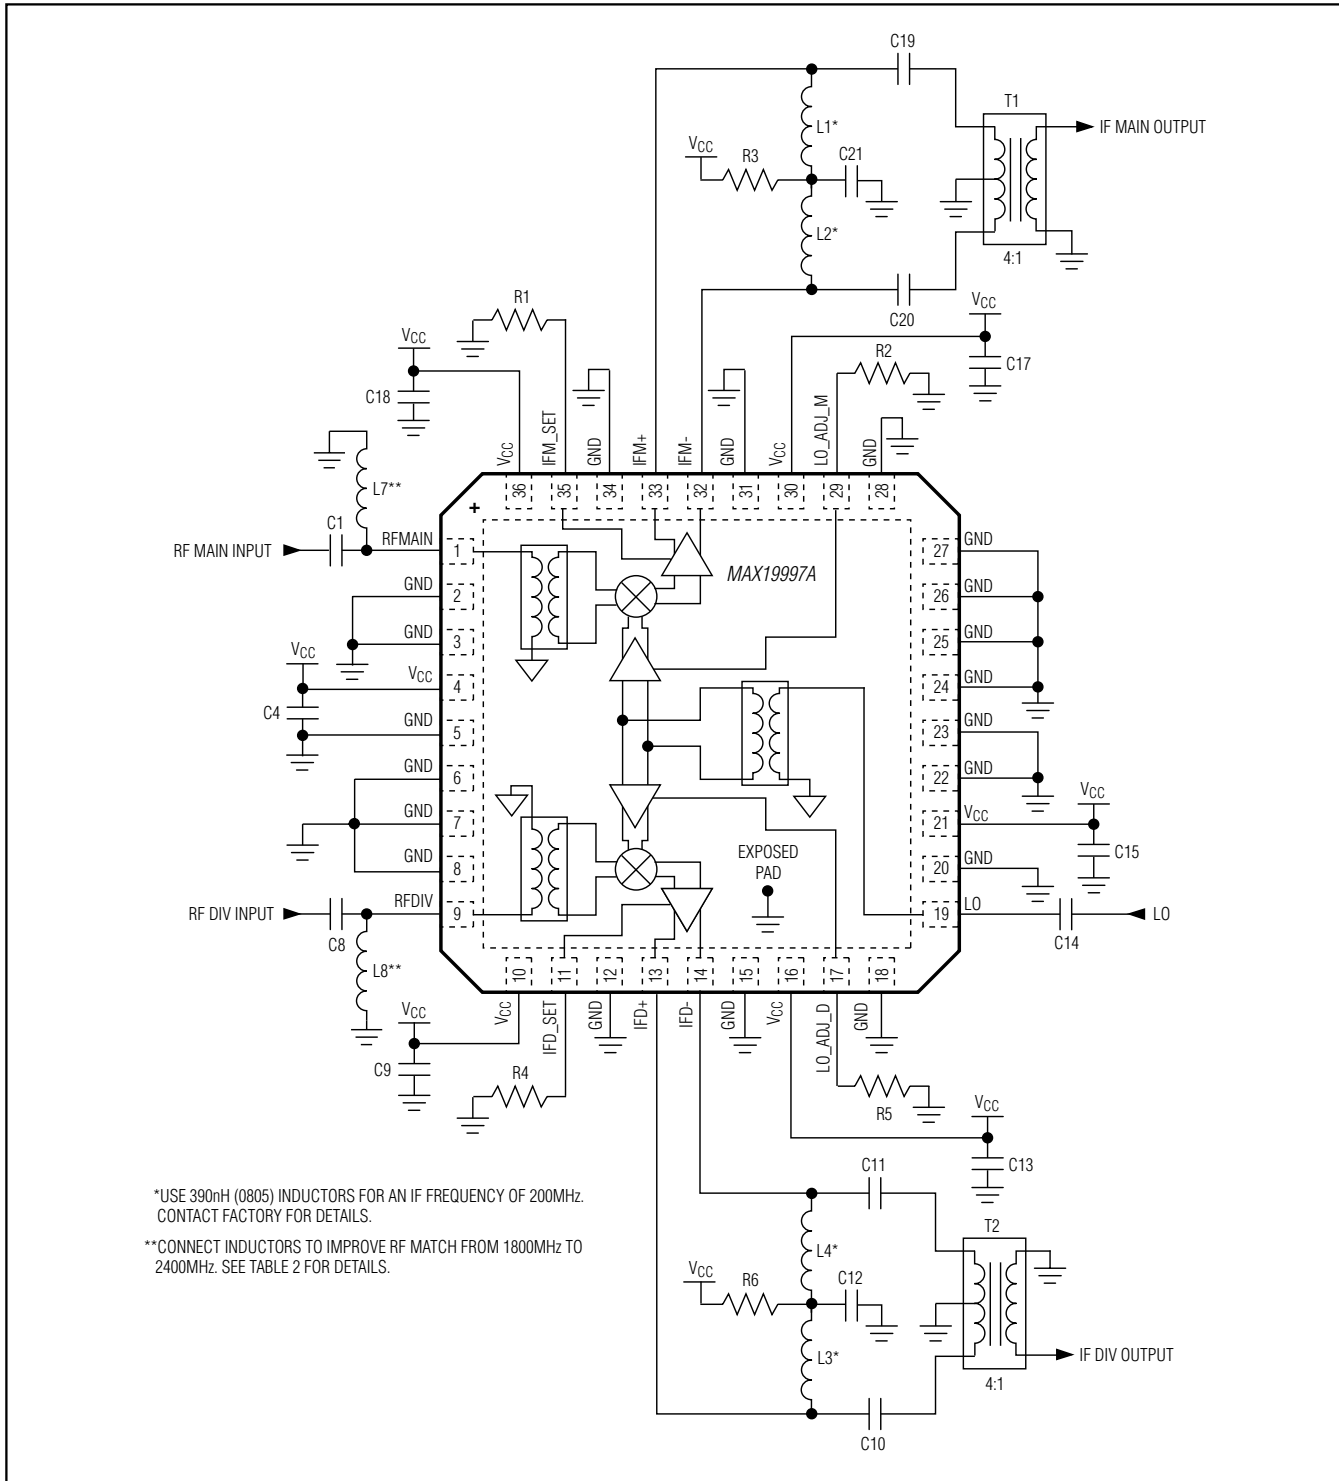 C19
T1
L1*
IF MAIN OUTPUT
VCC
R3
C21
L2*
4:1
C20
R1
VCC
VCC
R2
C17
C18
VCC
IFM_SET
GND
IFM+
IFM-
GND
VCC
LO_ADJ_M
GND
36
35
34
33
32
31
30
29
28
L7**
+
C1
RF MAIN INPUT
RFMAIN
1
MAX19997A
27
GND
GND
2
26
GND
GND
3
25
GND
VCC
VCC
4
24
GND
C4
GND
5
23
GND
GND
6
22
GND
VCC
GND
7
21
VCC
C15
GND
8
EXPOSED
PAD
20
GND
RF DIV INPUT
RFDIV
9
19
LO
LO
C8
C14
L8**
10
11
12
13
14
15
16
17
18
VCC
IFD_SET
GND
IFD+
IFD-
GND
VCC
LO_ADJ_D
GND
VCC
C9
R4
R5
VCC
C13
C11
*USE 390nH (0805) INDUCTORS FOR AN IF FREQUENCY OF 200MHz.
CONTACT FACTORY FOR DETAILS.
**CONNECT INDUCTORS TO IMPROVE RF MATCH FROM 1800MHz TO
2400MHz. SEE TABLE 2 FOR DETAILS.
T2
L4*
VCC
R6
C12
L3*
IF DIV OUTPUT
4:1
C10